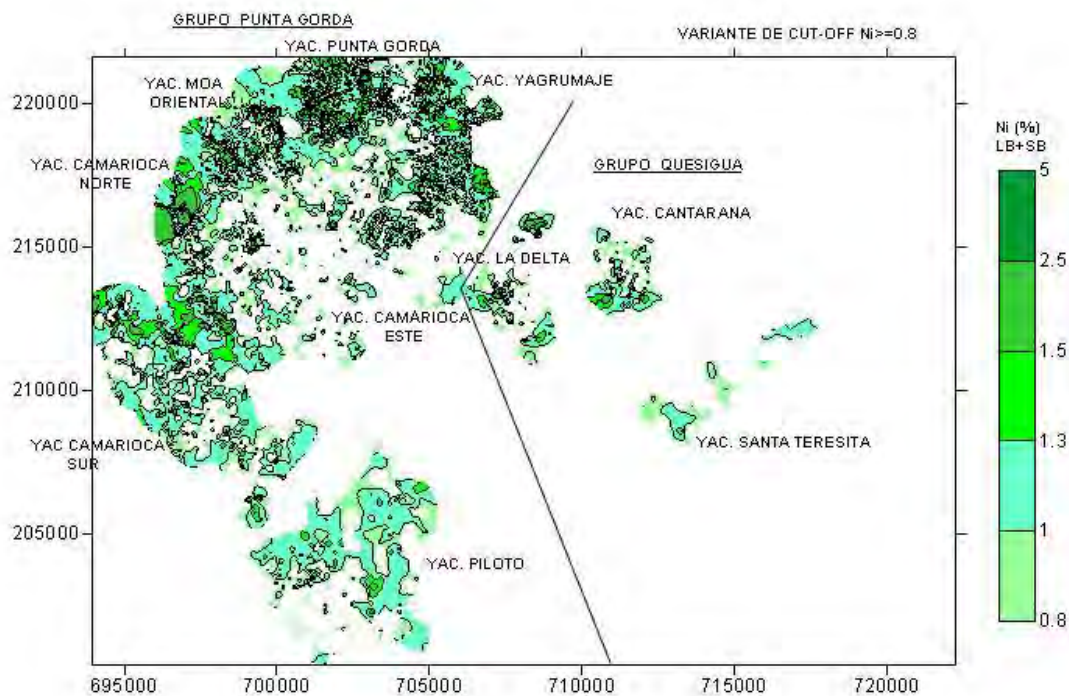 GRUPO PUNTA GORDA
YAC. PUNTA GORDA
VARIANTE DE CUT-OFF Ni>=0.8
YAC. MOA
ORIENTAL
YAC. YAGRUMAJE
YAC. CAMARIOCA
NORTE
GRUPO QUESIGUA
YAC. CANTARANA
YAC. LA DELTA
YAC. CAMARIOCA
ESTE
YAC CAMARIOCA
SUR
YAC. SANTA TERESITA
YAC. PILOTO
220000
215000
210000
205000
695000 700000 705000 710000 715000 720000
Ni (%)
LB+SB
5
2.5
1.5
1.3
1
0.8